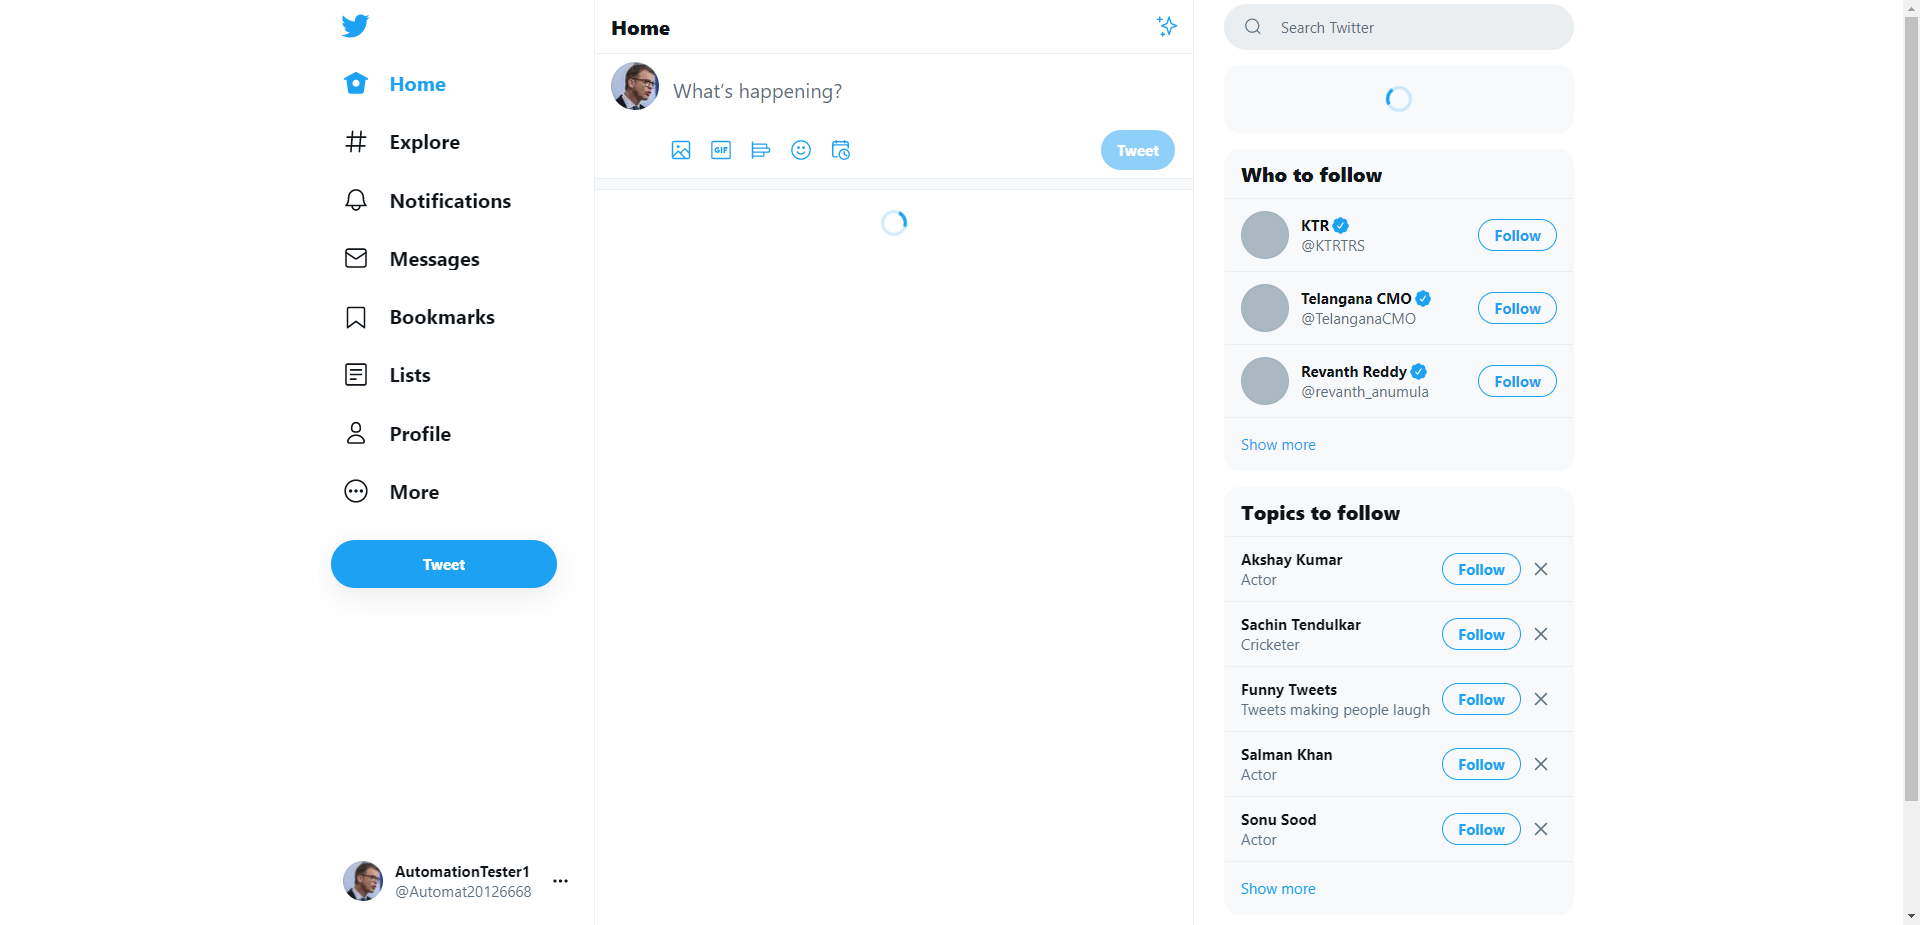 Home
Explore
Notifications
Messages
Bookmarks
Lists
Profile
More
Tweet
AutomationTester1
@Automat20126668
Home
What's happening?
GIF
Tweet
Search Twitter
Who to follow
KTR
@KTRTRS
Follow
Telangana CMO
@TelanganaCMO
Follow
Revanth Reddy
@revanth_anumula
Follow
Show more
Topics to follow
Akshay Kumar
Actor
Follow
Sachin Tendulkar
Cricketer
Follow
Funny Tweets
Tweets making people laugh
Follow
Salman Khan
Actor
Follow
Sonu Sood
Actor
Follow
Show more